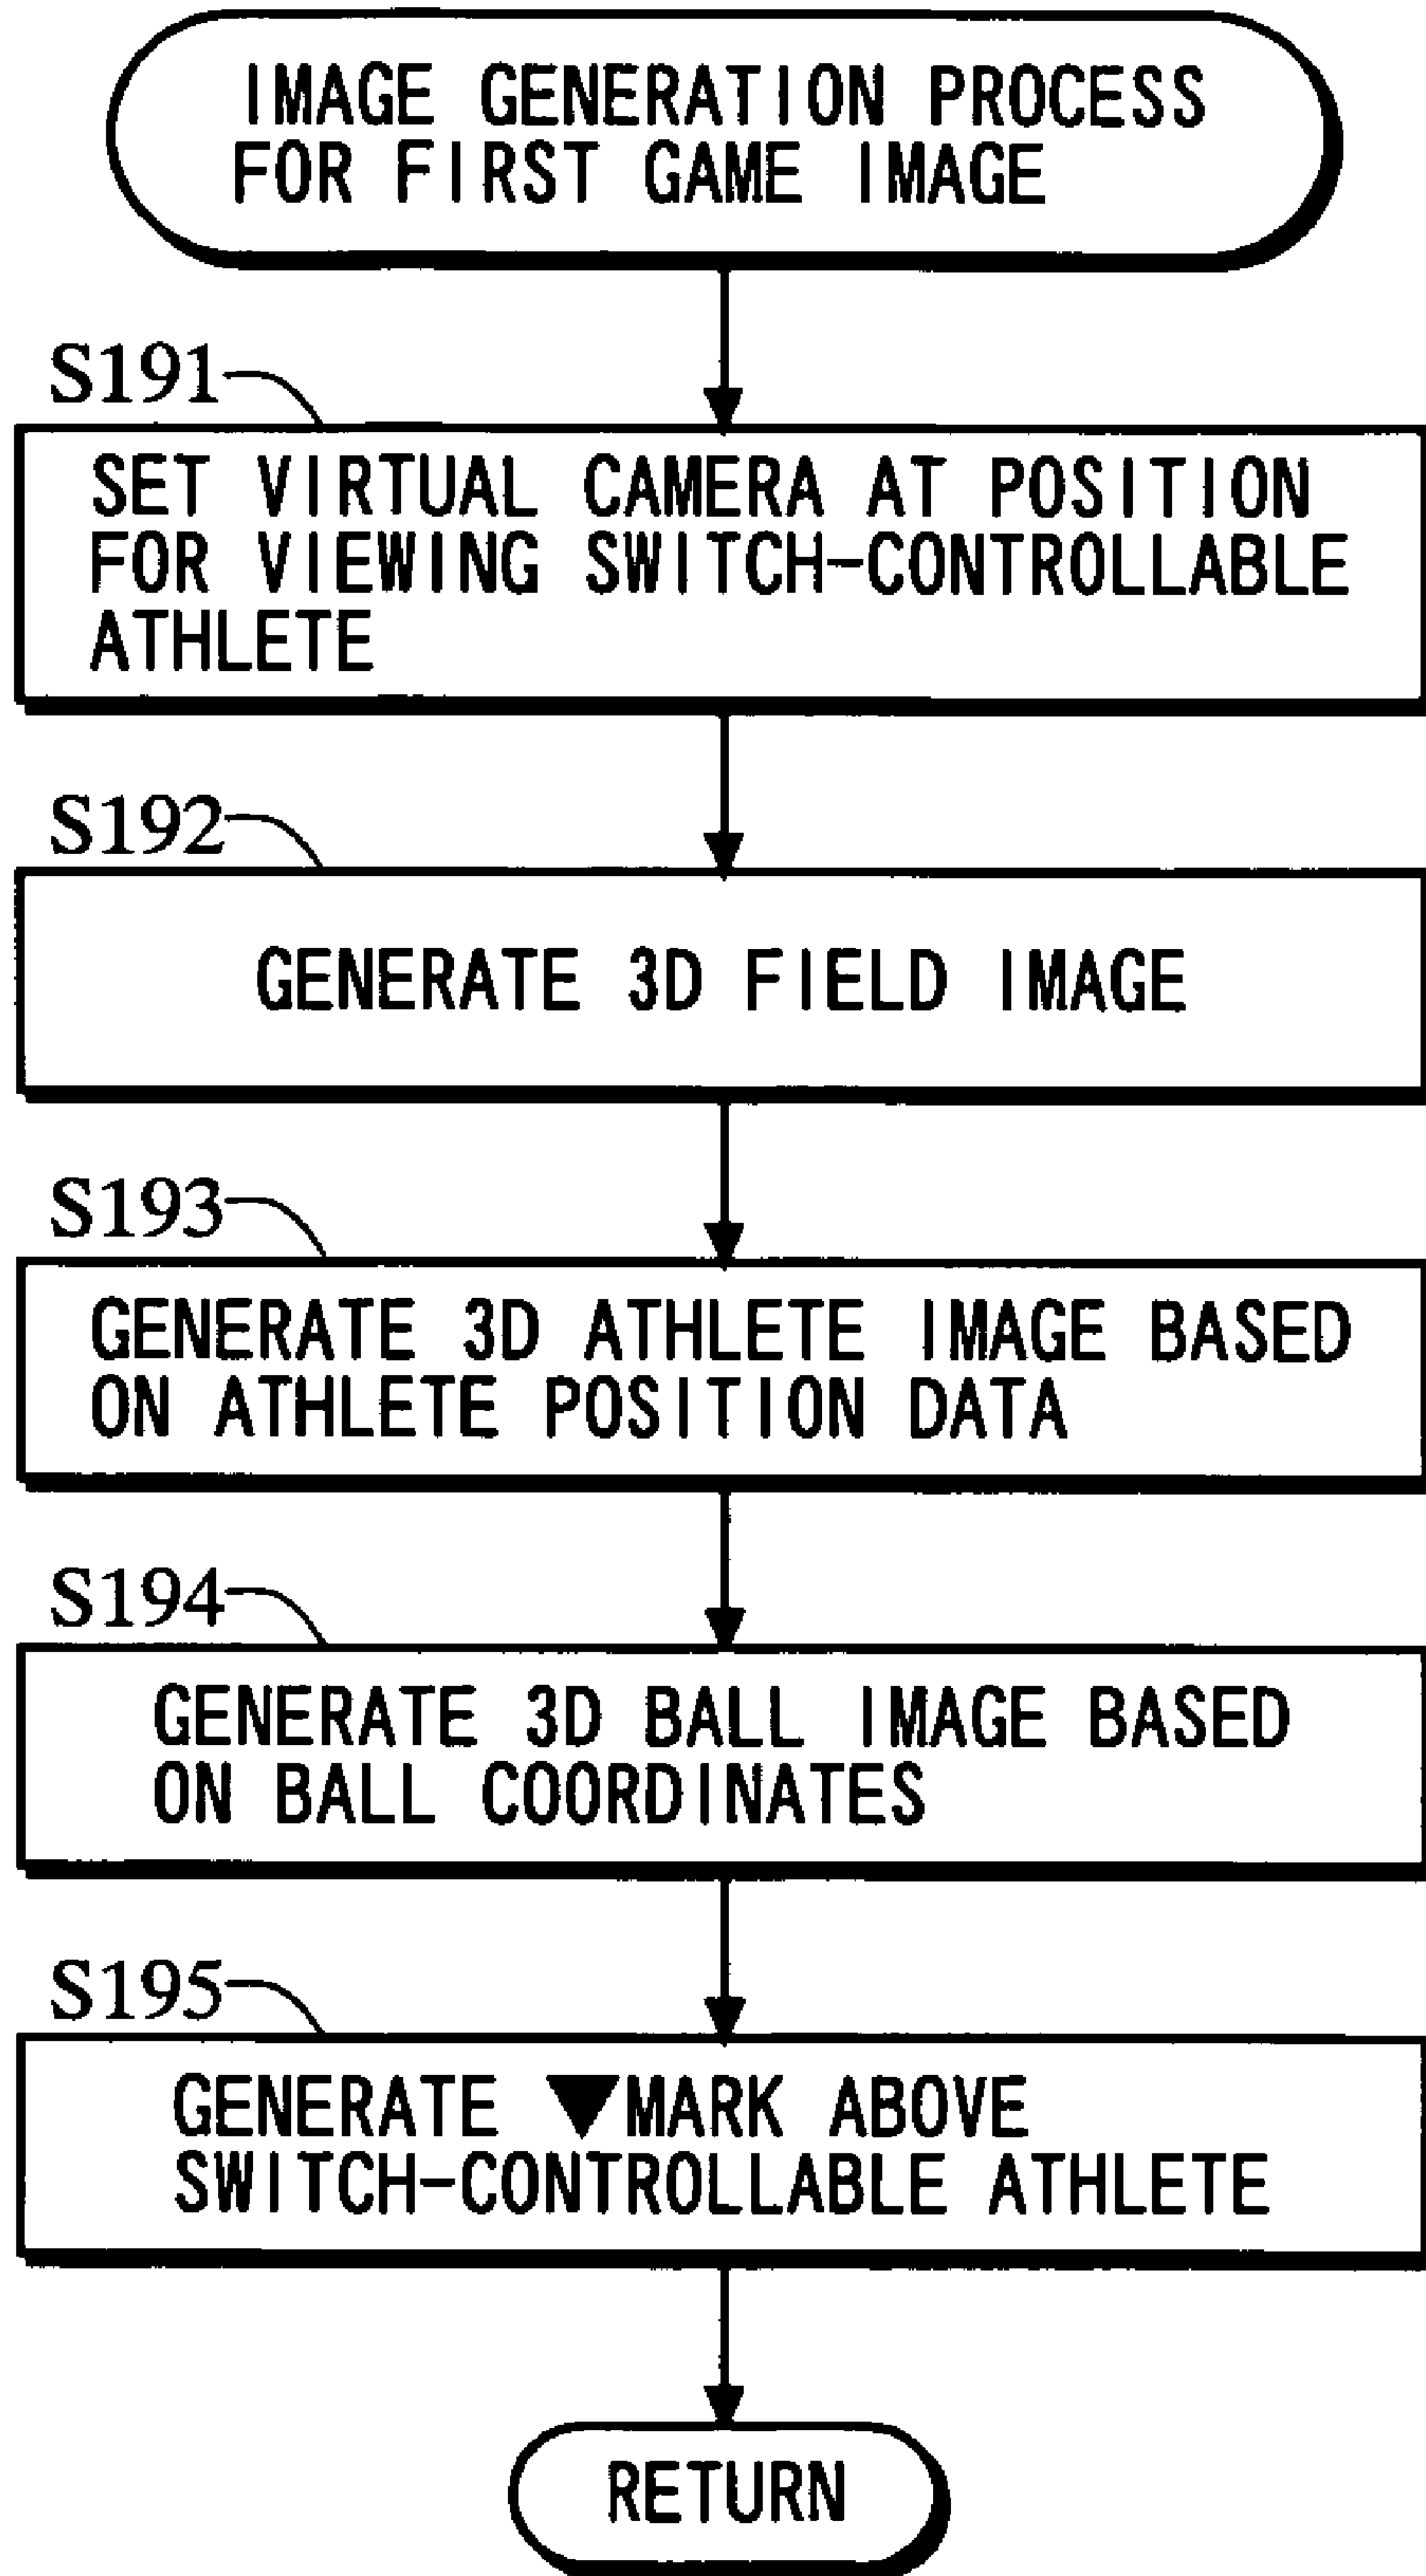 IMAGE GENERATION PROCESS
FOR FIRST GAME IMAGE
S191
SET VIRTUAL CAMERA AT POSITION
FOR VIEWING SWITCH-CONTROLLABLE
ATHLETE
S192
GENERATE 3D FIELD IMAGE
S193
GENERATE 3D ATHLETE IMAGE BASED
ON ATHLETE POSITION DATA
S194
GENERATE 3D BALL IMAGE BASED
ON BALL COORDINATES
S195
GENERATE ▼MARK ABOVE
SWITCH-CONTROLLABLE ATHLETE
RETURN